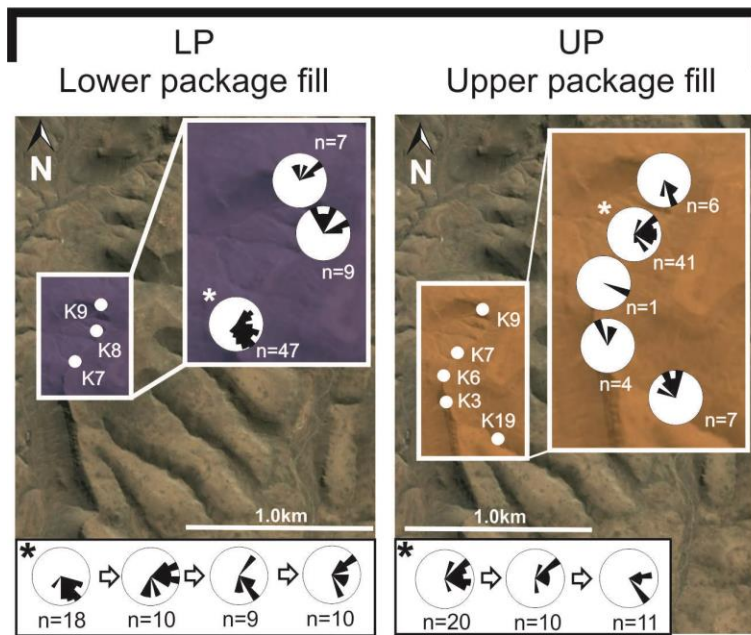 LP
Lower package fill
N
n=7
n=9
*
n=47
K9
K8
K7
1.0km
*
n=18
n=10
n=9
n=10
UP
Upper package fill
N
n=6
*
n=41
n=1
n=4
n=7
K9
K7
K6
K3
K19
1.0km
*
n=20
n=10
n=11